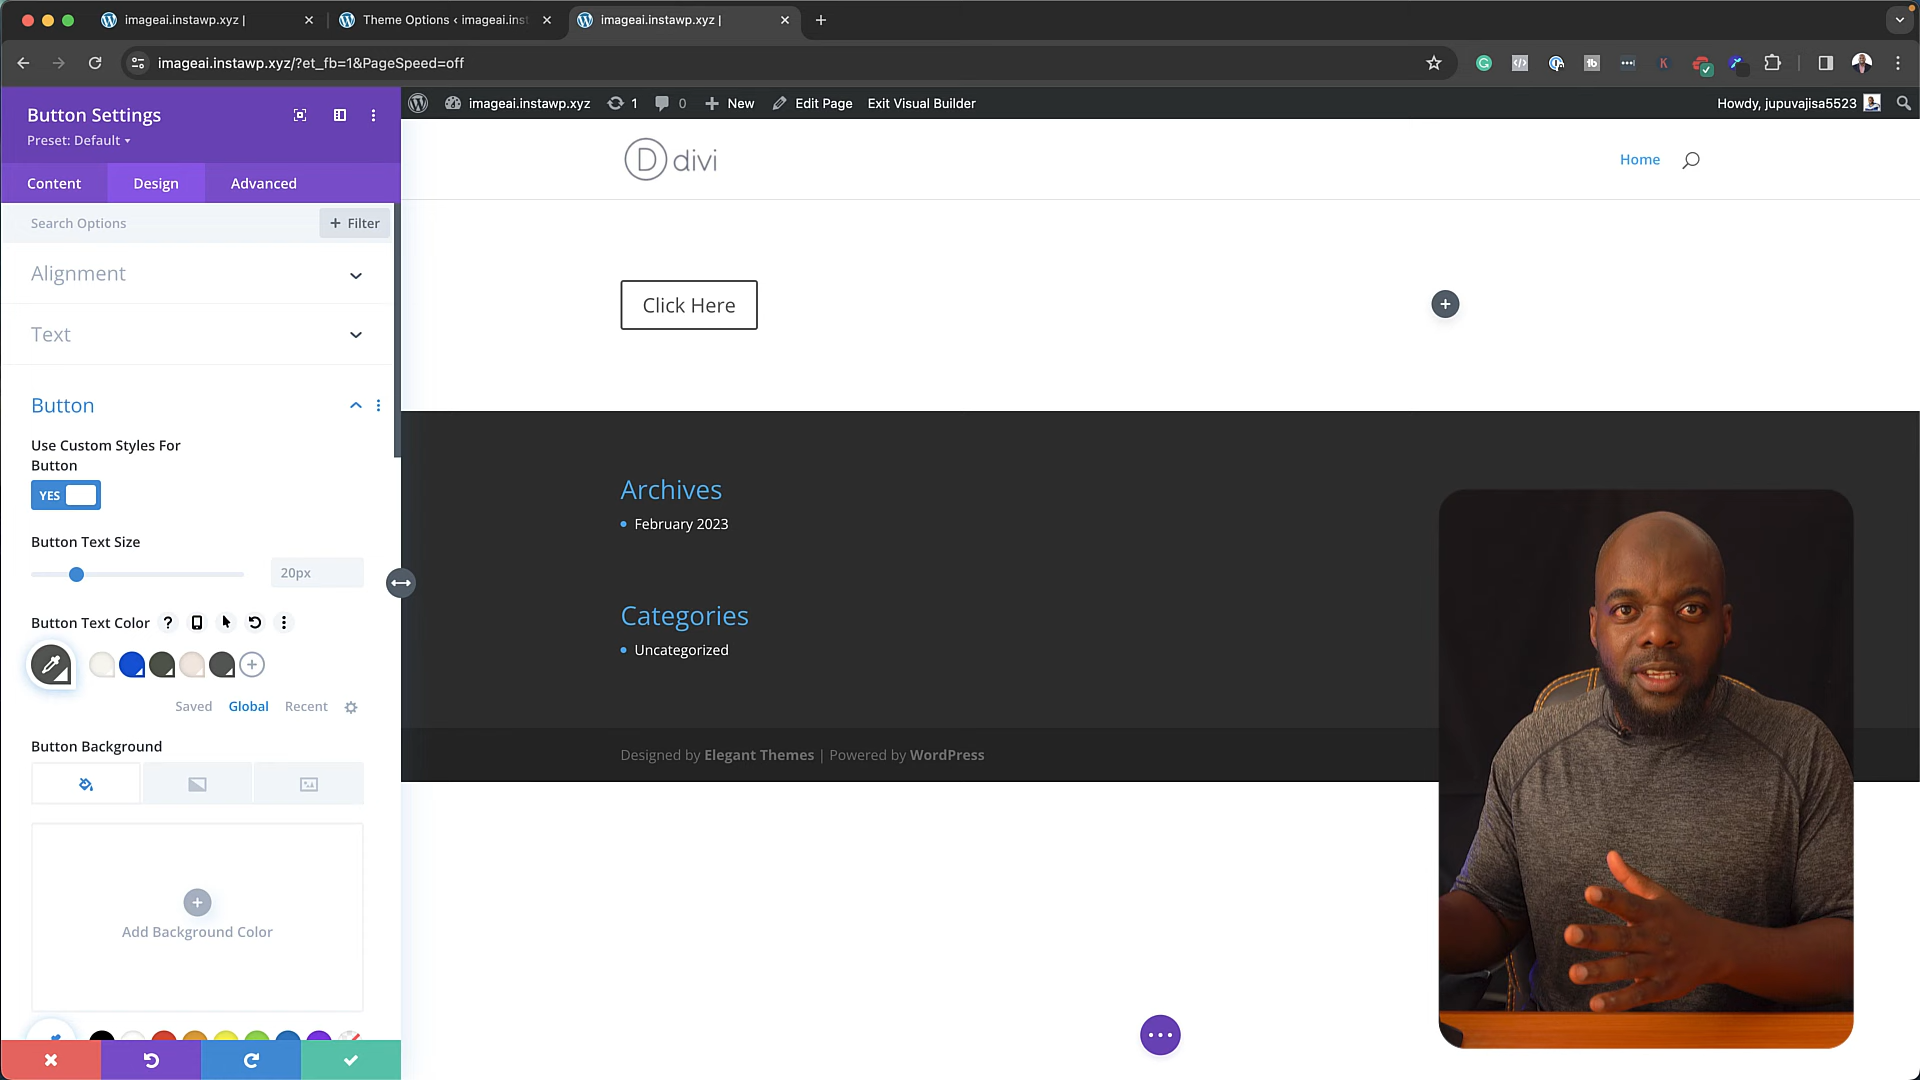 imageai.instawp.xyz |
Theme Options ‹ imageai.inst
imageai.instawp.xyz |
imageai.instawp.xyz/?et_fb=1&PageSpeed=off
Button Settings
Preset: Default
imageai.instawp.xyz
1
0
New
Edit Page
Exit Visual Builder
Howdy, jupuvajisa5523
Content
Design
Advanced
Search Options
+ Filter
D divi
Home
Alignment
Text
Click Here
Button
Use Custom Styles For
Button
YES
Button Text Size
20px
Button Text Color
Saved
Global
Recent
Button Background
Add Background Color
Archives
February 2023
Categories
Uncategorized
Designed by Elegant Themes | Powered by WordPress